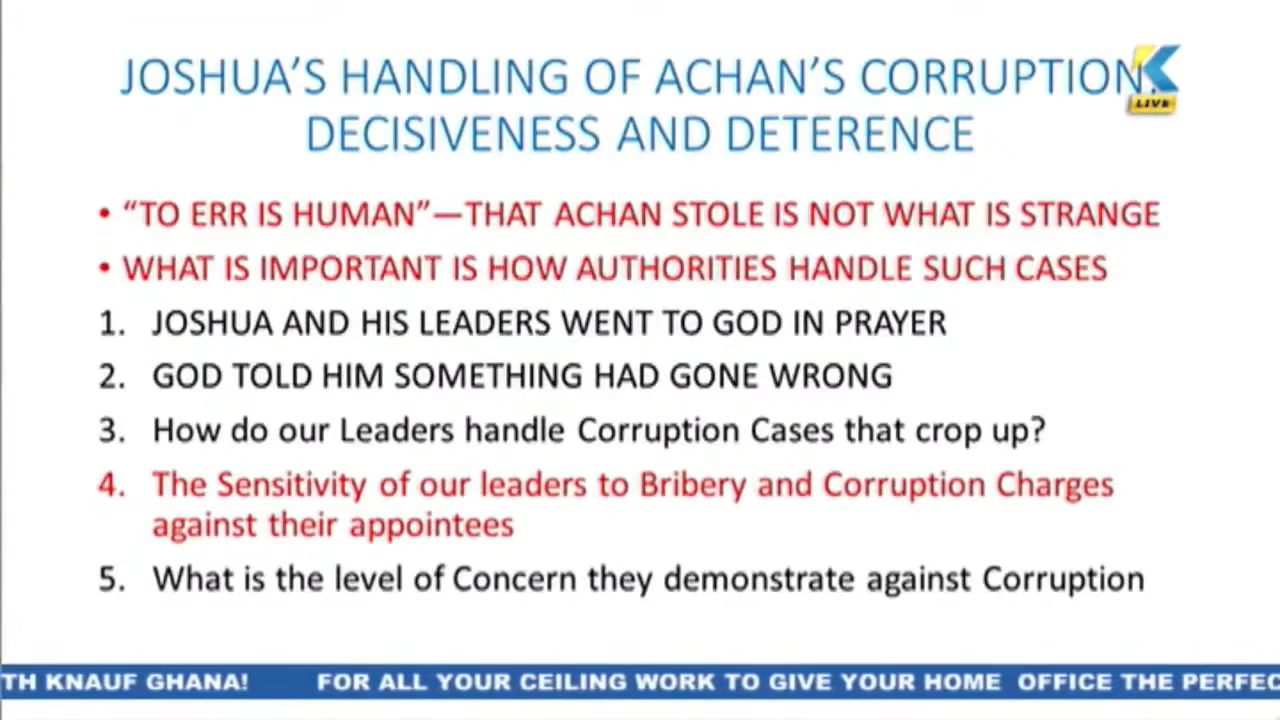 JOSHUA’S HANDLING OF ACHAN’S CORRUPTION,
DECISIVENESS AND DETERENCE
LIVE
• “TO ERR IS HUMAN”—THAT ACHAN STOLE IS NOT WHAT IS STRANGE
• WHAT IS IMPORTANT IS HOW AUTHORITIES HANDLE SUCH CASES
1. JOSHUA AND HIS LEADERS WENT TO GOD IN PRAYER
2. GOD TOLD HIM SOMETHING HAD GONE WRONG
3. How do our Leaders handle Corruption Cases that crop up?
4. The Sensitivity of our leaders to Bribery and Corruption Charges
against their appointees
5. What is the level of Concern they demonstrate against Corruption
TH KNAUF GHANA! FOR ALL YOUR CEILING WORK TO GIVE YOUR HOME OFFICE THE PERFEC